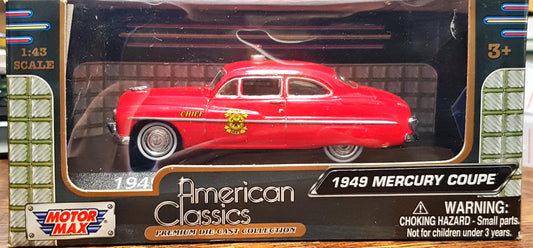 1:43
SCALE
3+
CHIEF
DEPT.
194
American
Classics
PREMIUM DIE-CAST COLLECTION
1949 MERCURY COUPE
MOTOR
MAX
WARNING:
CHOKING HAZARD - Small parts.
Not for children under 3 years.